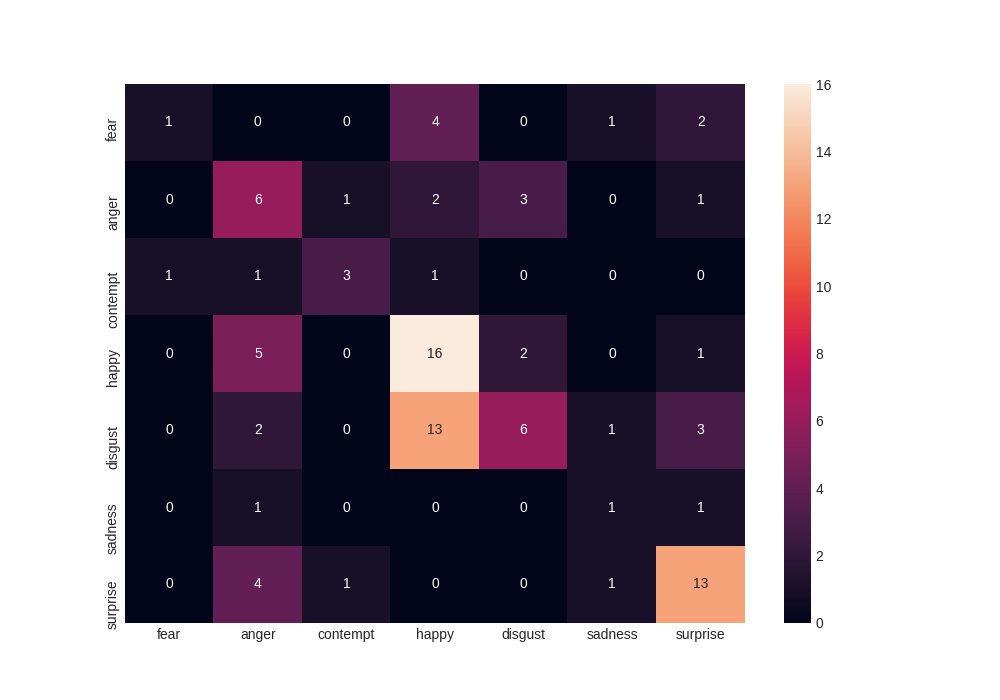 fear 1 0 0 4 0 1 2
anger 0 6 1 2 3 0 1
contempt 1 1 3 1 0 0 0
happy 0 5 0 16 2 0 1
disgust 0 2 0 13 6 1 3
sadness 0 1 0 0 0 1 1
surprise 0 4 1 0 0 1 13
fear anger contempt happy disgust sadness surprise
16
14
12
10
8
6
4
2
0